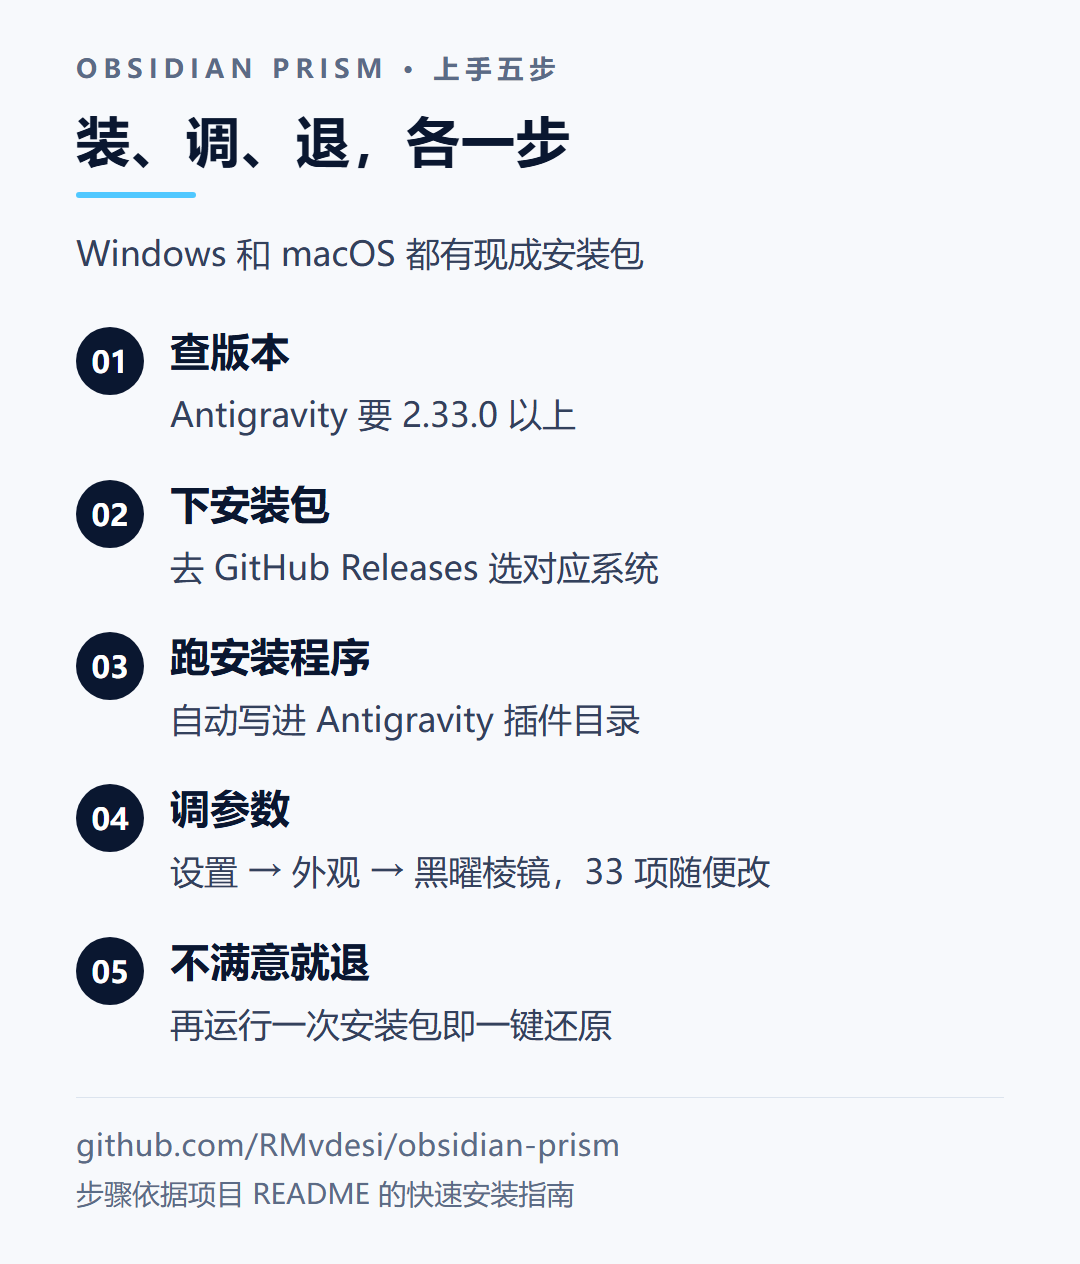 OBSIDIAN PRISM • 上手五步
装、调、退，各一步
Windows 和 macOS 都有现成安装包
01 查版本
Antigravity 要 2.33.0 以上
02 下安装包
去 GitHub Releases 选对应系统
03 跑安装程序
自动写进 Antigravity 插件目录
04 调参数
设置 → 外观 → 黑曜棱镜，33 项随便改
05 不满意就退
再运行一次安装包即一键还原
github.com/RMvdesi/obsidian-prism
步骤依据项目 README 的快速安装指南